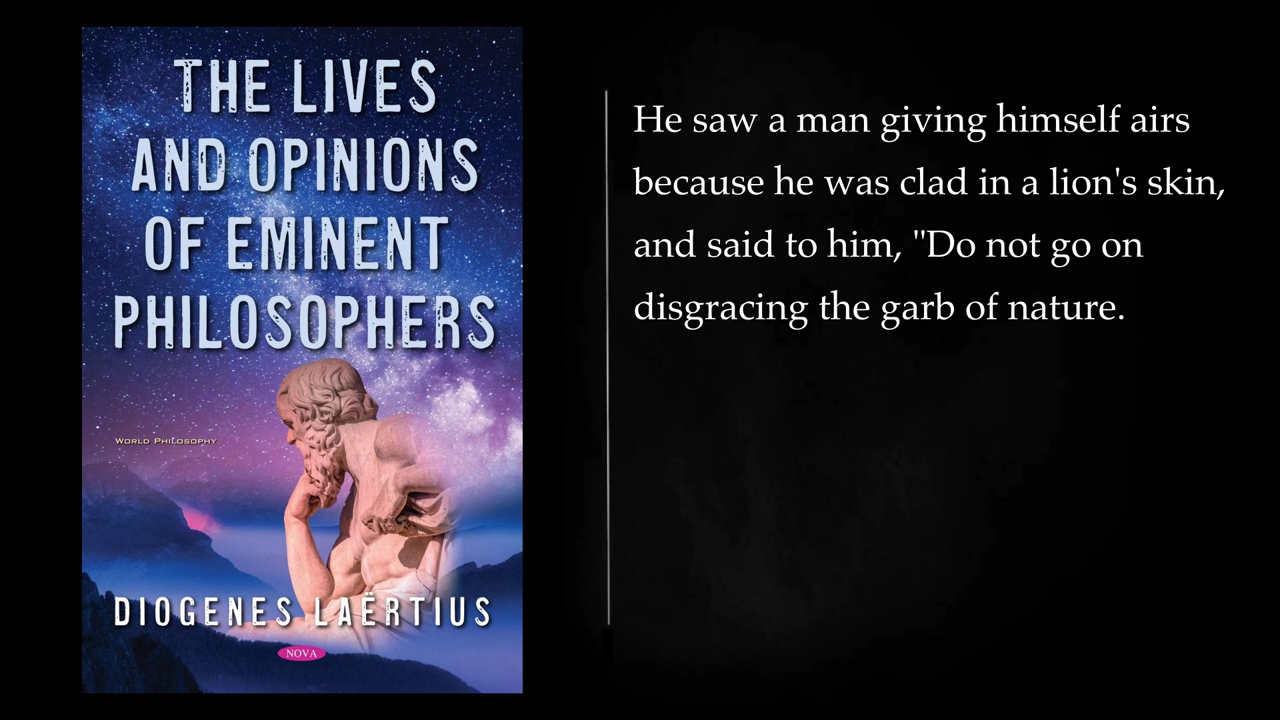 THE LIVES
AND OPINIONS
OF EMINENT
PHILOSOPHERS
WORLD PHILOSOPHY
DIOGENES LAËRTIUS
NOVA
He saw a man giving himself airs
because he was clad in a lion's skin,
and said to him, "Do not go on
disgracing the garb of nature.